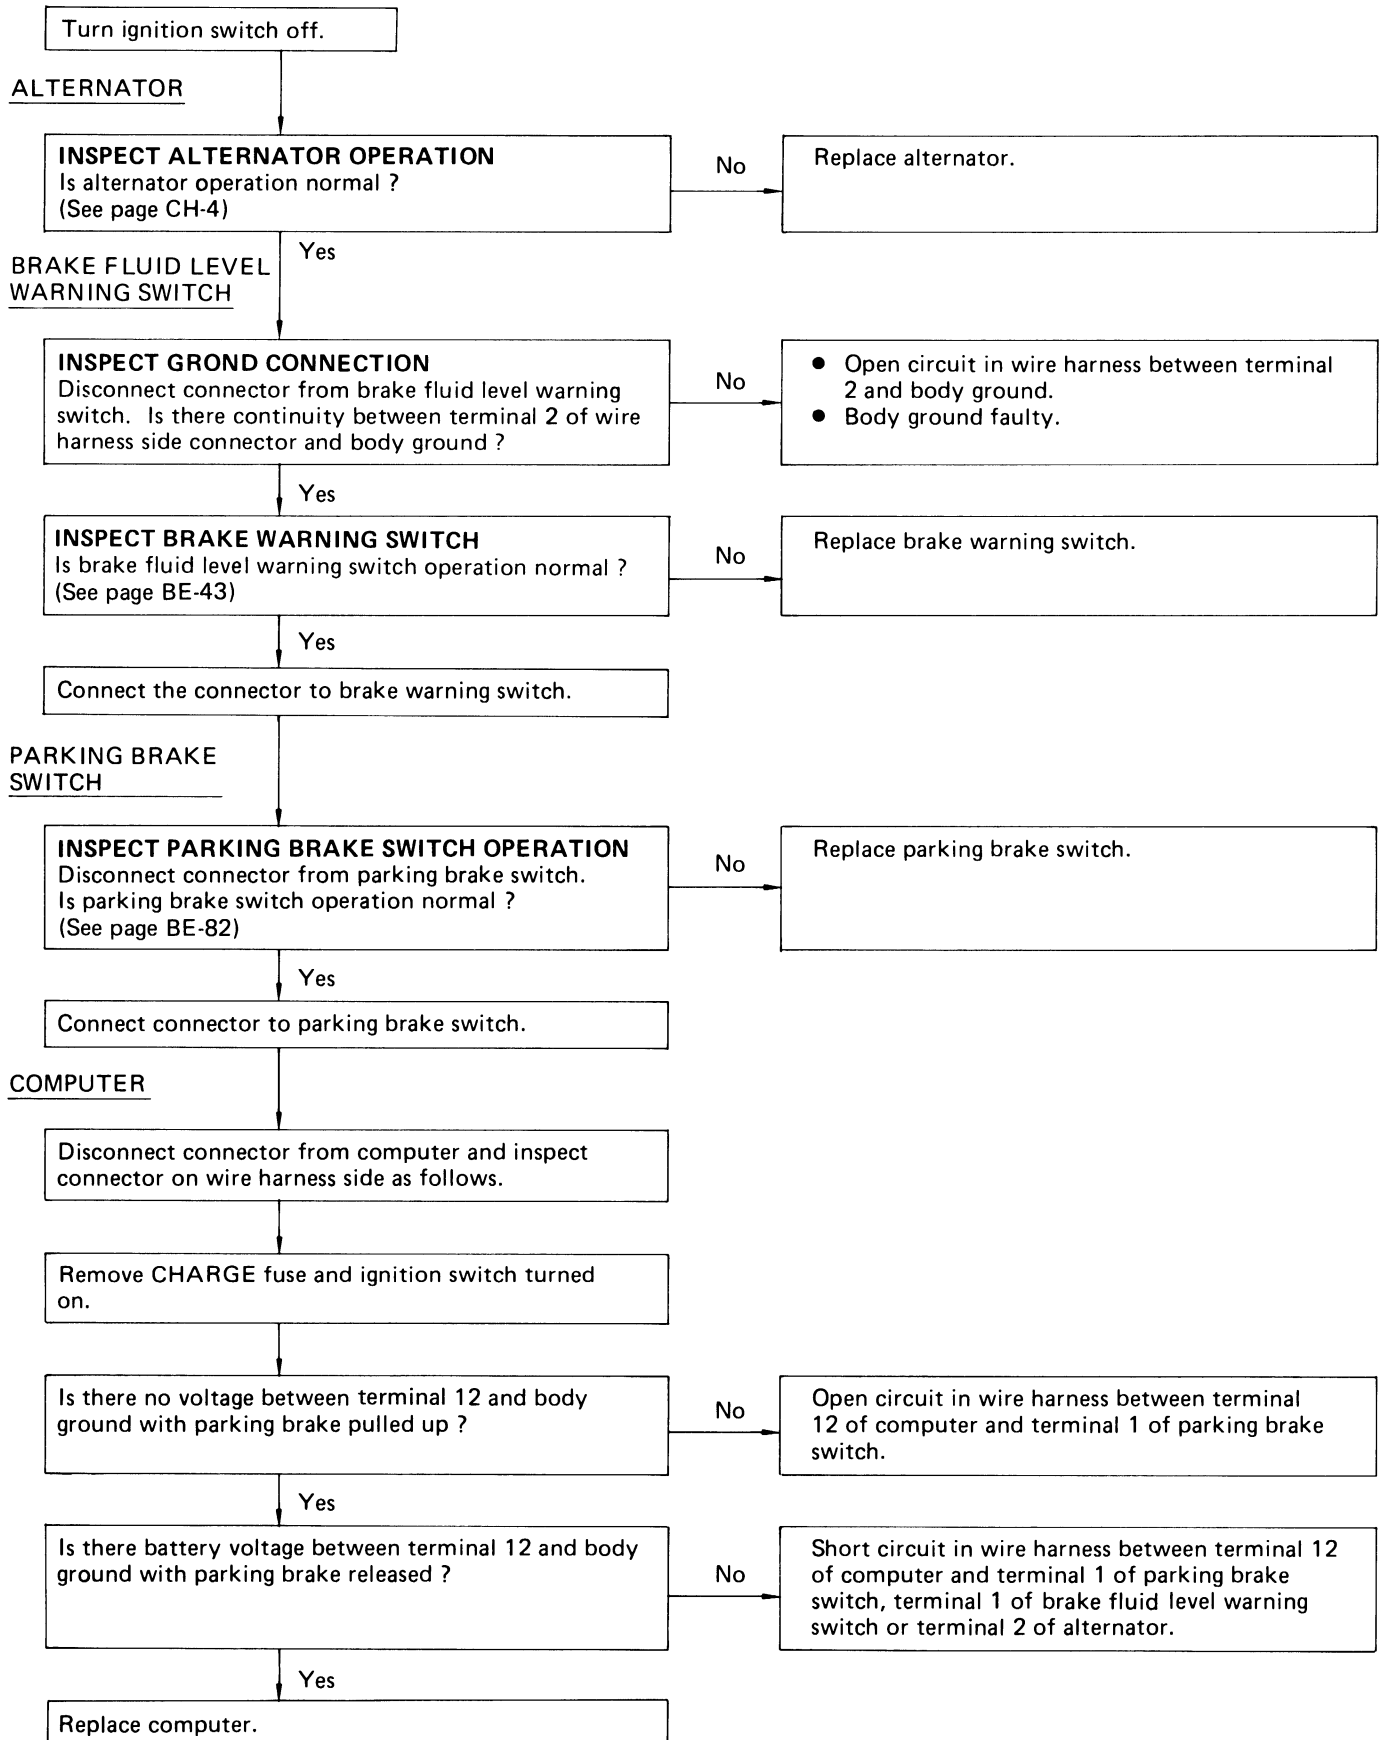 Turn ignition switch off.
ALTERNATOR
INSPECT ALTERNATOR OPERATION
Is alternator operation normal ?
(See page CH-4)
No
Replace alternator.
Yes
BRAKE FLUID LEVEL
WARNING SWITCH
INSPECT GROND CONNECTION
Disconnect connector from brake fluid level warning
switch. Is there continuity between terminal 2 of wire
harness side connector and body ground ?
No
● Open circuit in wire harness between terminal
2 and body ground.
● Body ground faulty.
Yes
INSPECT BRAKE WARNING SWITCH
Is brake fluid level warning switch operation normal ?
(See page BE-43)
No
Replace brake warning switch.
Yes
Connect the connector to brake warning switch.
PARKING BRAKE
SWITCH
INSPECT PARKING BRAKE SWITCH OPERATION
Disconnect connector from parking brake switch.
Is parking brake switch operation normal ?
(See page BE-82)
No
Replace parking brake switch.
Yes
Connect connector to parking brake switch.
COMPUTER
Disconnect connector from computer and inspect
connector on wire harness side as follows.
Remove CHARGE fuse and ignition switch turned
on.
Is there no voltage between terminal 12 and body
ground with parking brake pulled up ?
No
Open circuit in wire harness between terminal
12 of computer and terminal 1 of parking brake
switch.
Yes
Is there battery voltage between terminal 12 and body
ground with parking brake released ?
No
Short circuit in wire harness between terminal 12
of computer and terminal 1 of parking brake
switch, terminal 1 of brake fluid level warning
switch or terminal 2 of alternator.
Yes
Replace computer.